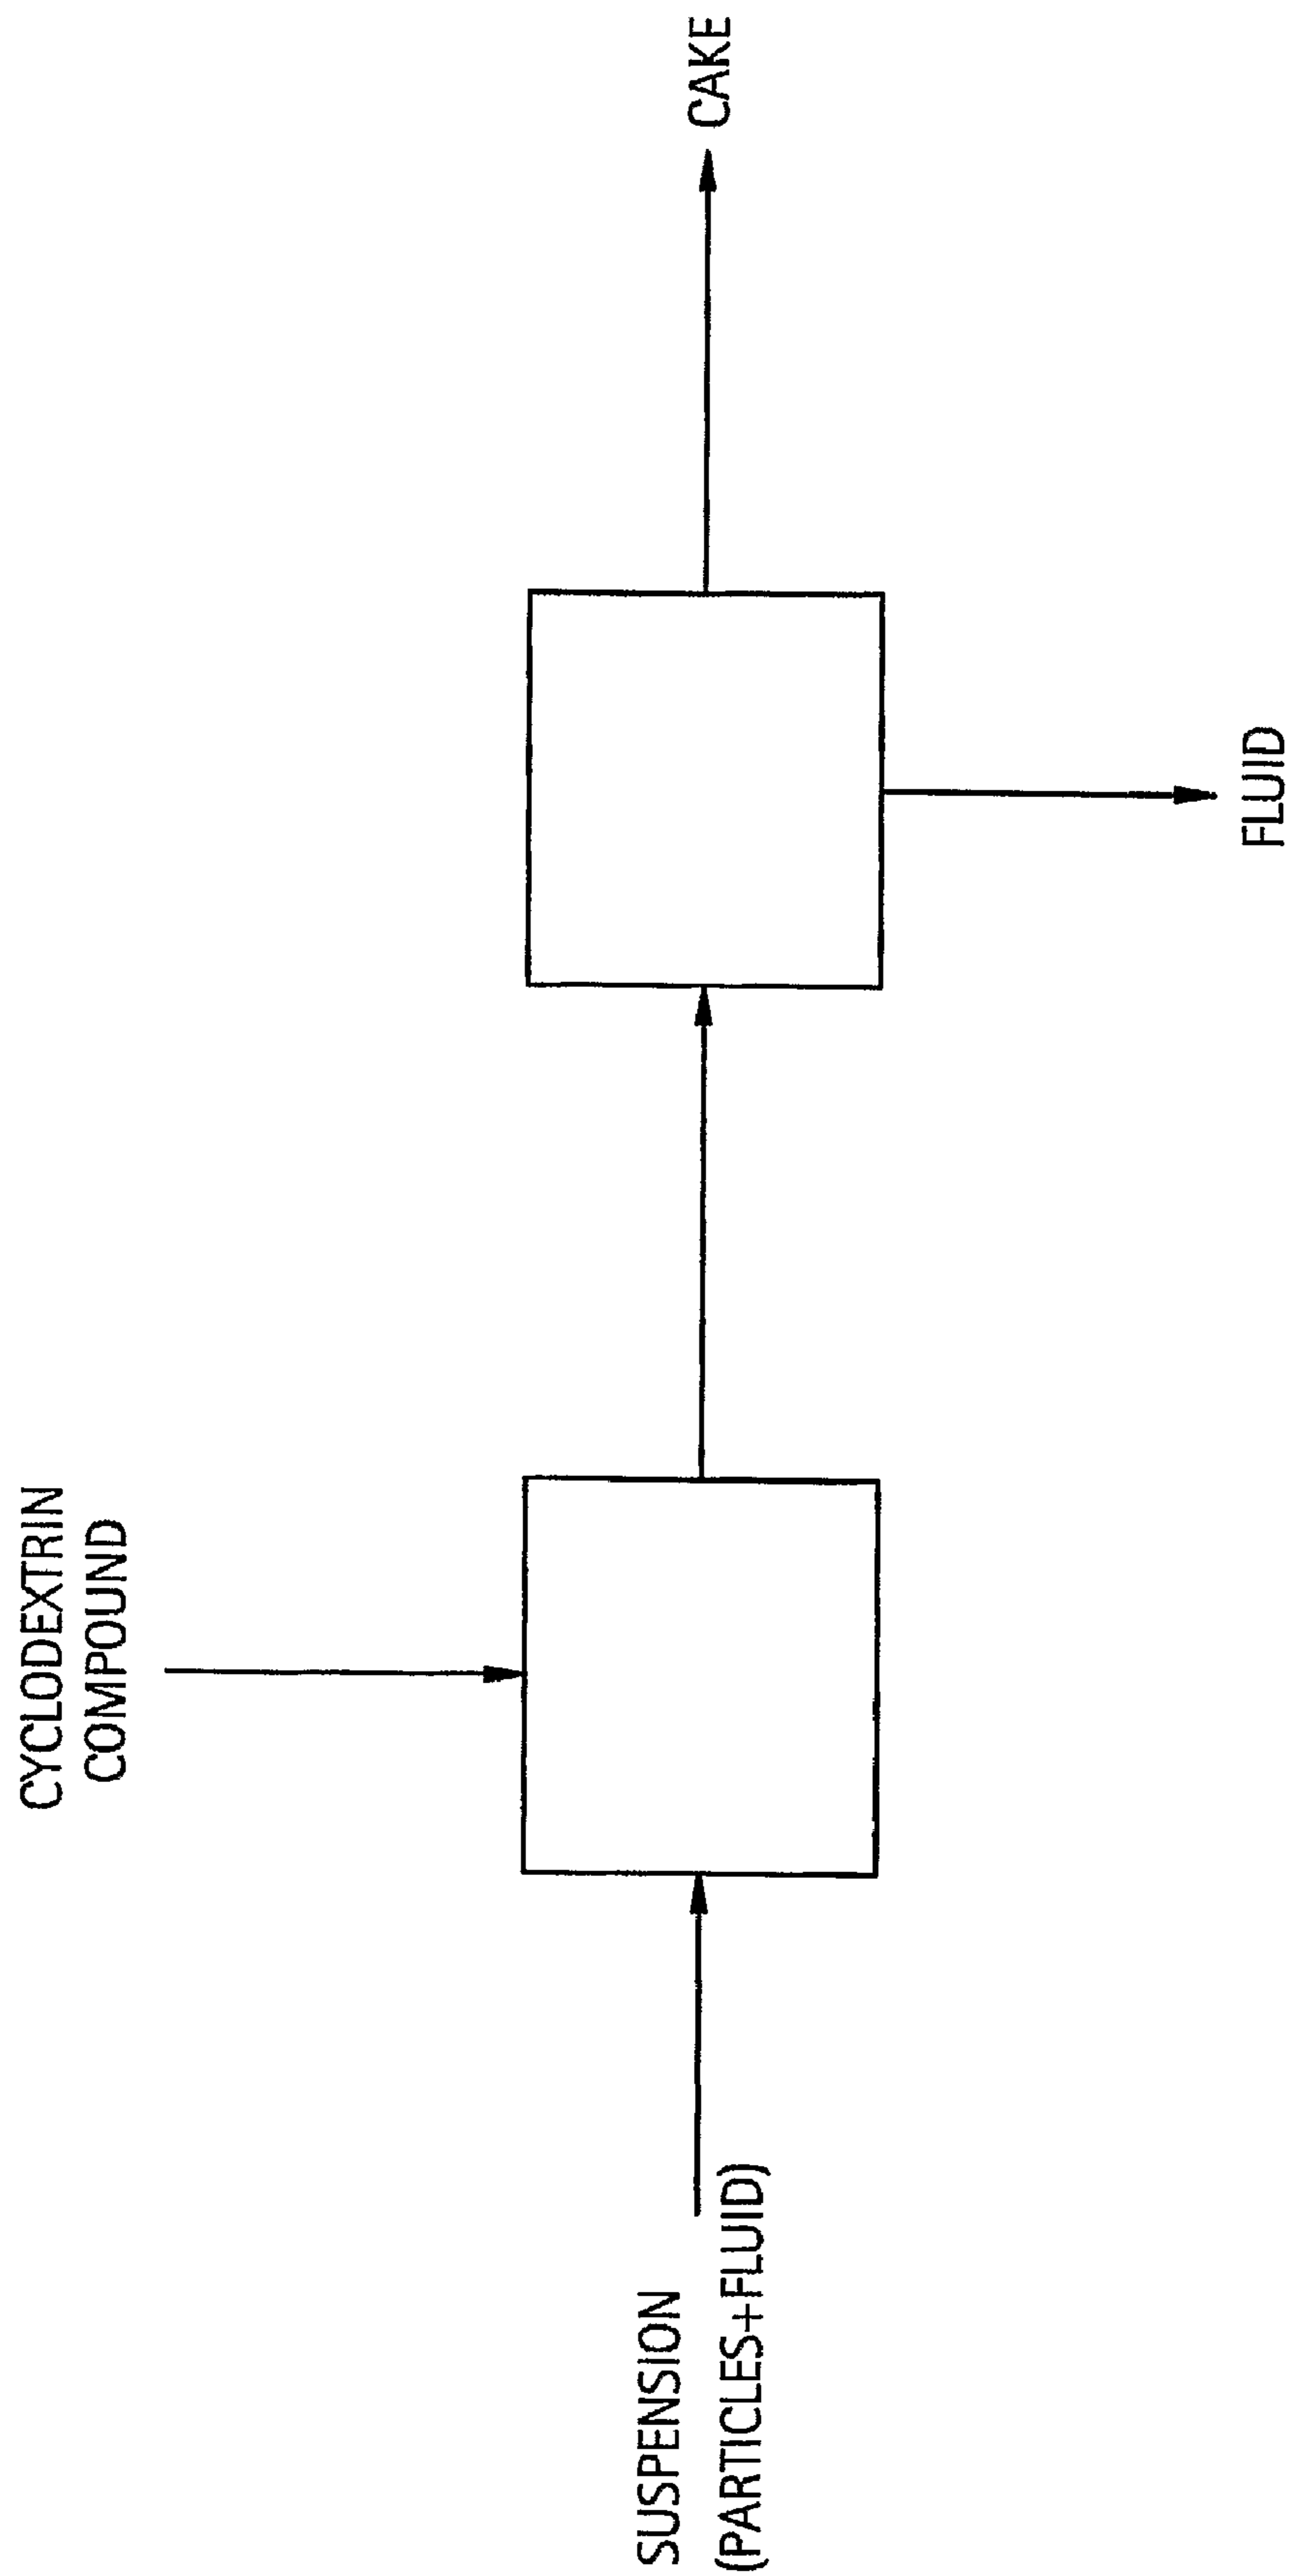 CYCLODEXTRIN
COMPOUND
SUSPENSION
(PARTICLES+FLUID)
CAKE
FLUID